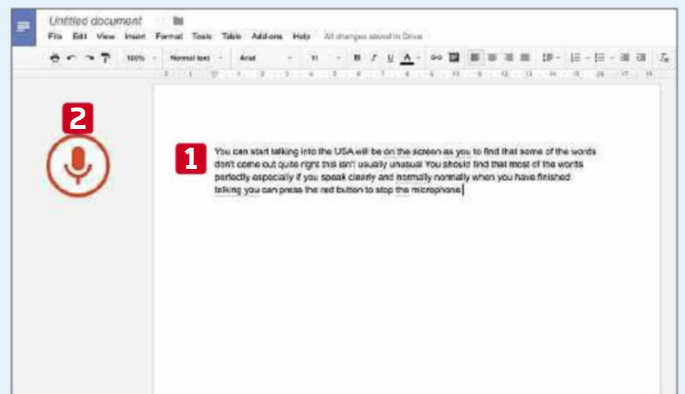 Untitled document
File Edit View Insert Format Tools Table Add-ons Help All changes saved in Drive
100% Normal text Arial 11 B I U A
2
1
You can start talking into the USA will be on the screen as you to find that some of the words
don't come out quite right this isn't usually unusual You should find that most of the words
perfectly especially if you speak clearly and normally normally when you have finished
talking you can press the red button to stop the microphone